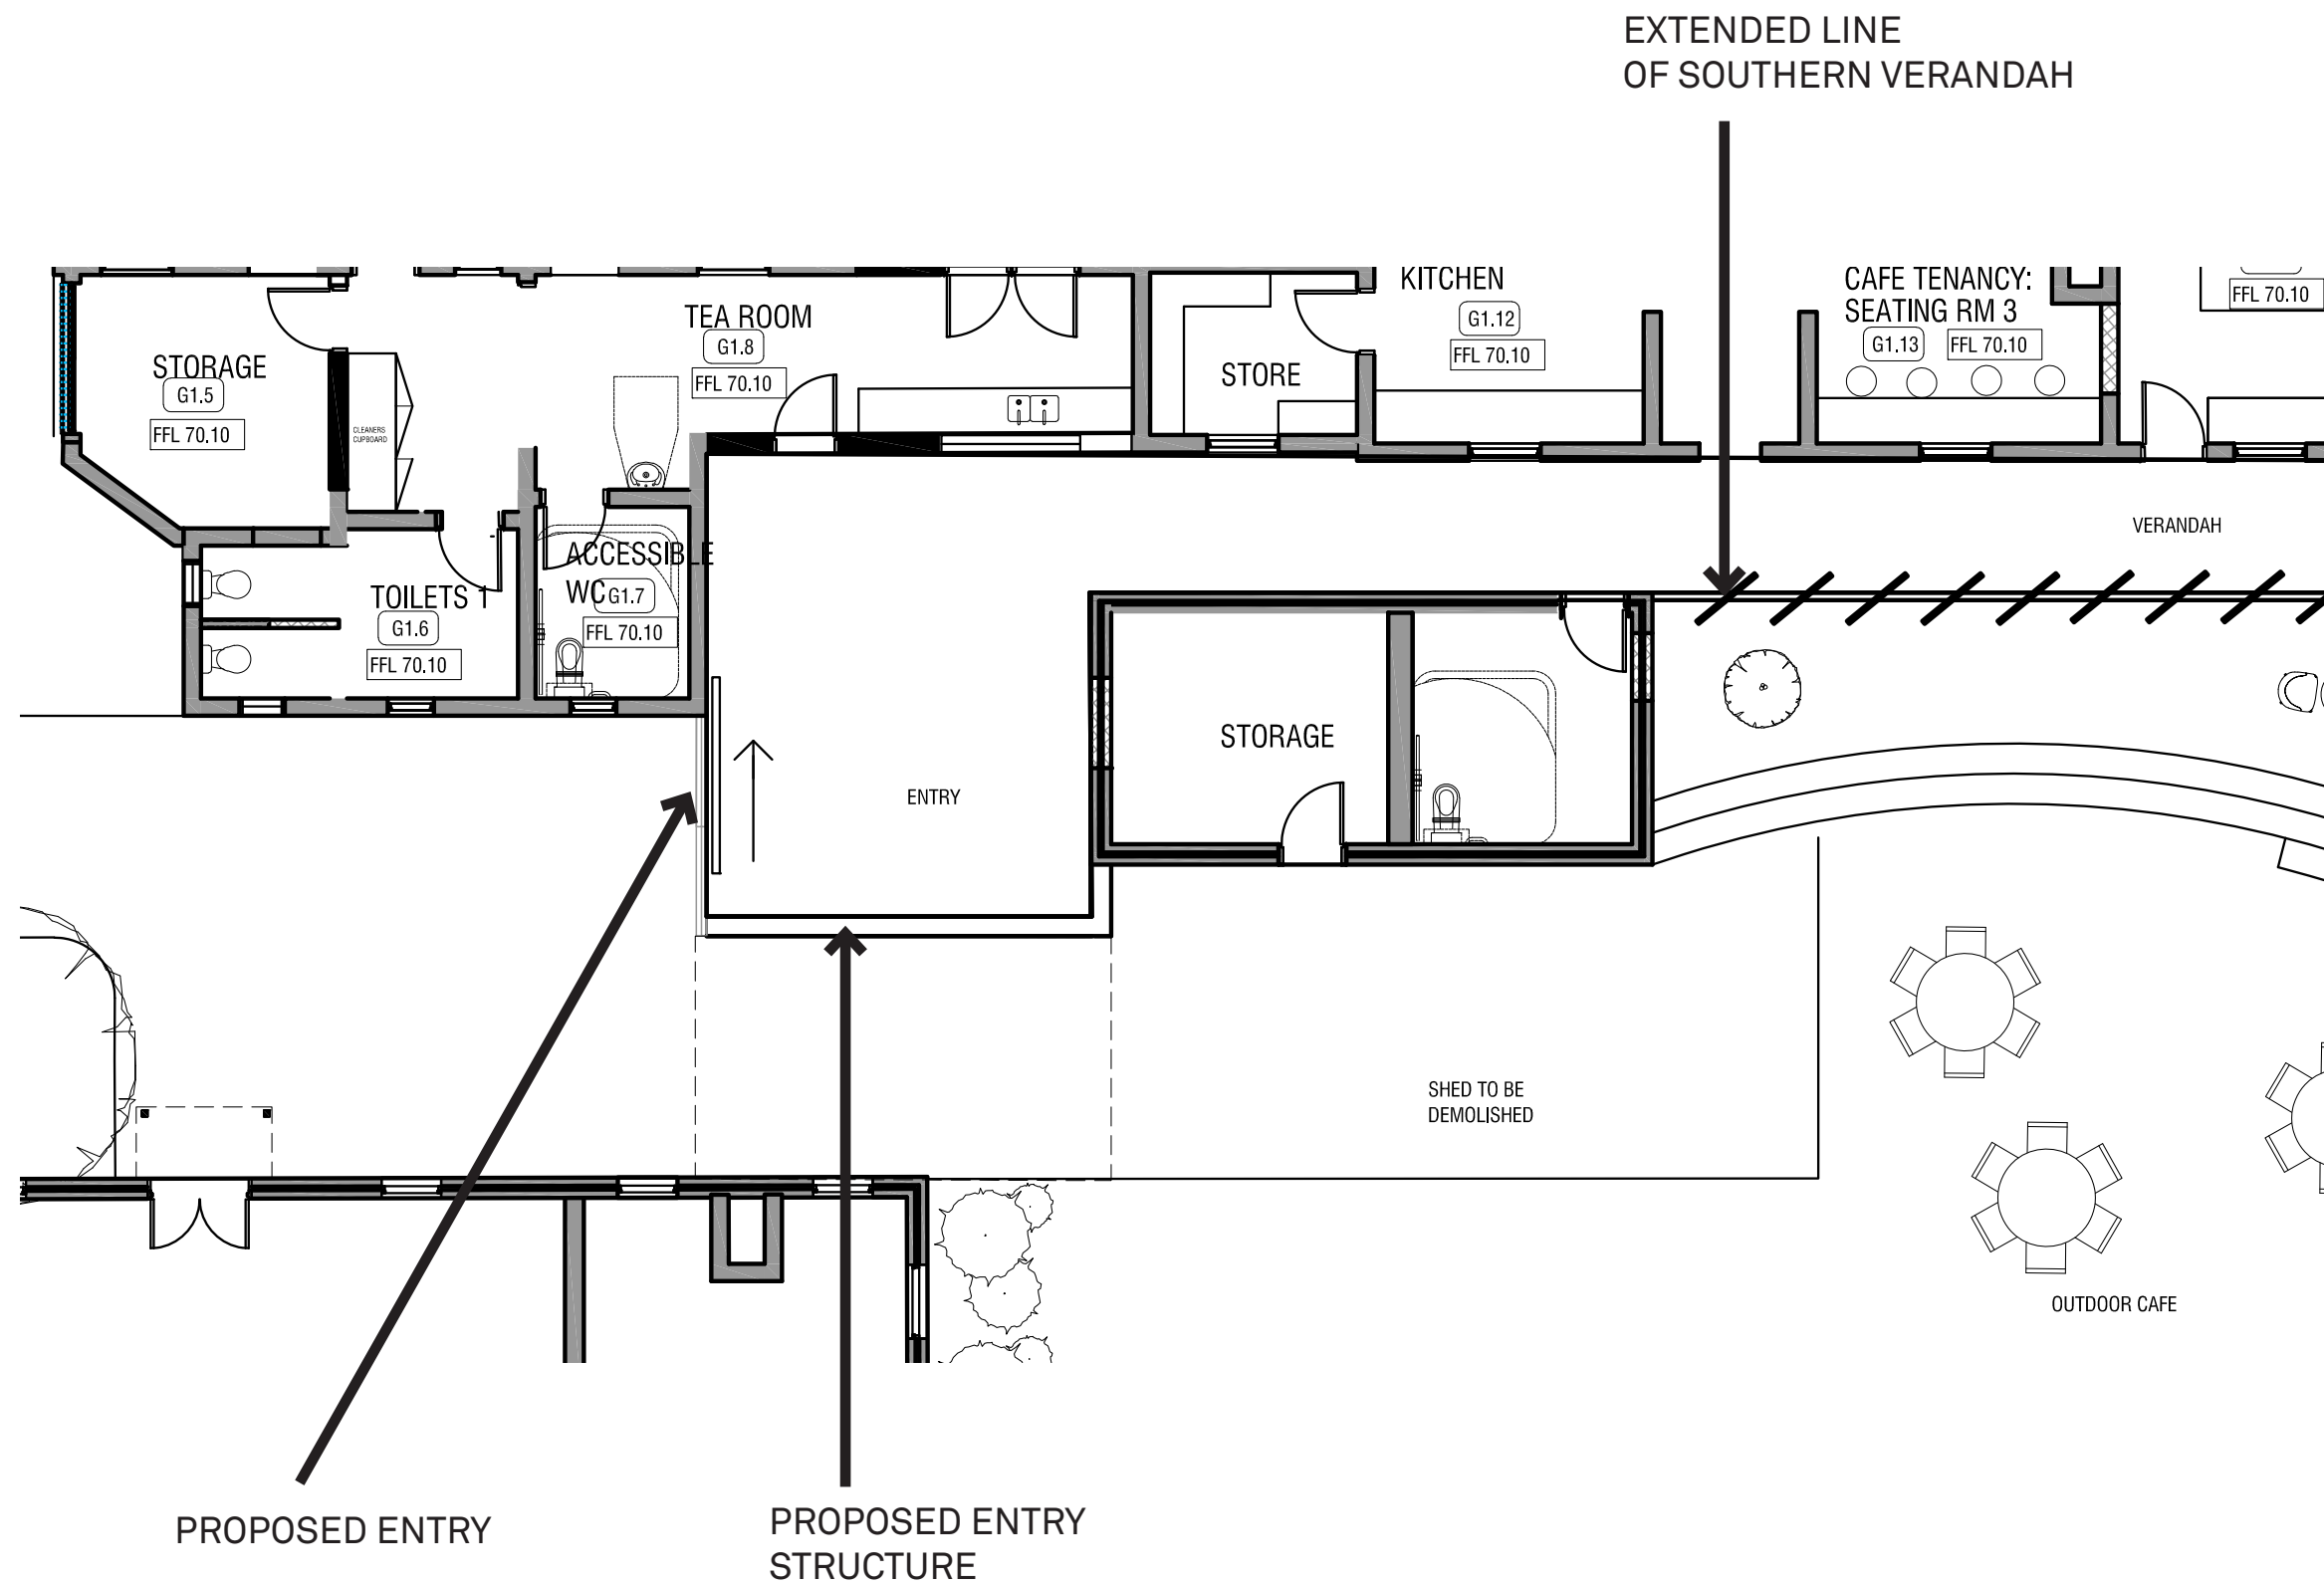 EXTENDED LINE
OF SOUTHERN VERANDAH
KITCHEN
G1.12
FFL 70.10
CAFE TENANCY:
SEATING RM 3
G1.13
FFL 70.10
FFL 70.10
TEA ROOM
G1.8
FFL 70.10
STORAGE
G1.5
FFL 70.10
STORE
CLEANERS
CUPBOARD
VERANDAH
ACCESSIBLE
WC
G1.7
FFL 70.10
TOILETS 1
G1.6
FFL 70.10
STORAGE
ENTRY
SHED TO BE
DEMOLISHED
OUTDOOR CAFE
PROPOSED ENTRY
PROPOSED ENTRY
STRUCTURE